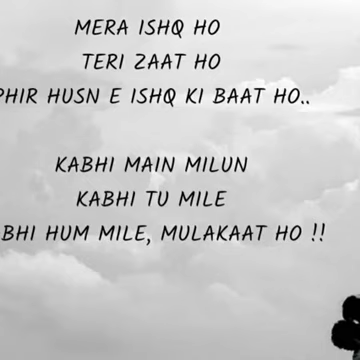 MERA ISHQ HO
TERI ZAAT HO
PHIR HUSN E ISHQ KI BAAT HO..
KABHI MAIN MILUN
KABHI TU MILE
BHI HUM MILE, MULAKAAT HO !!